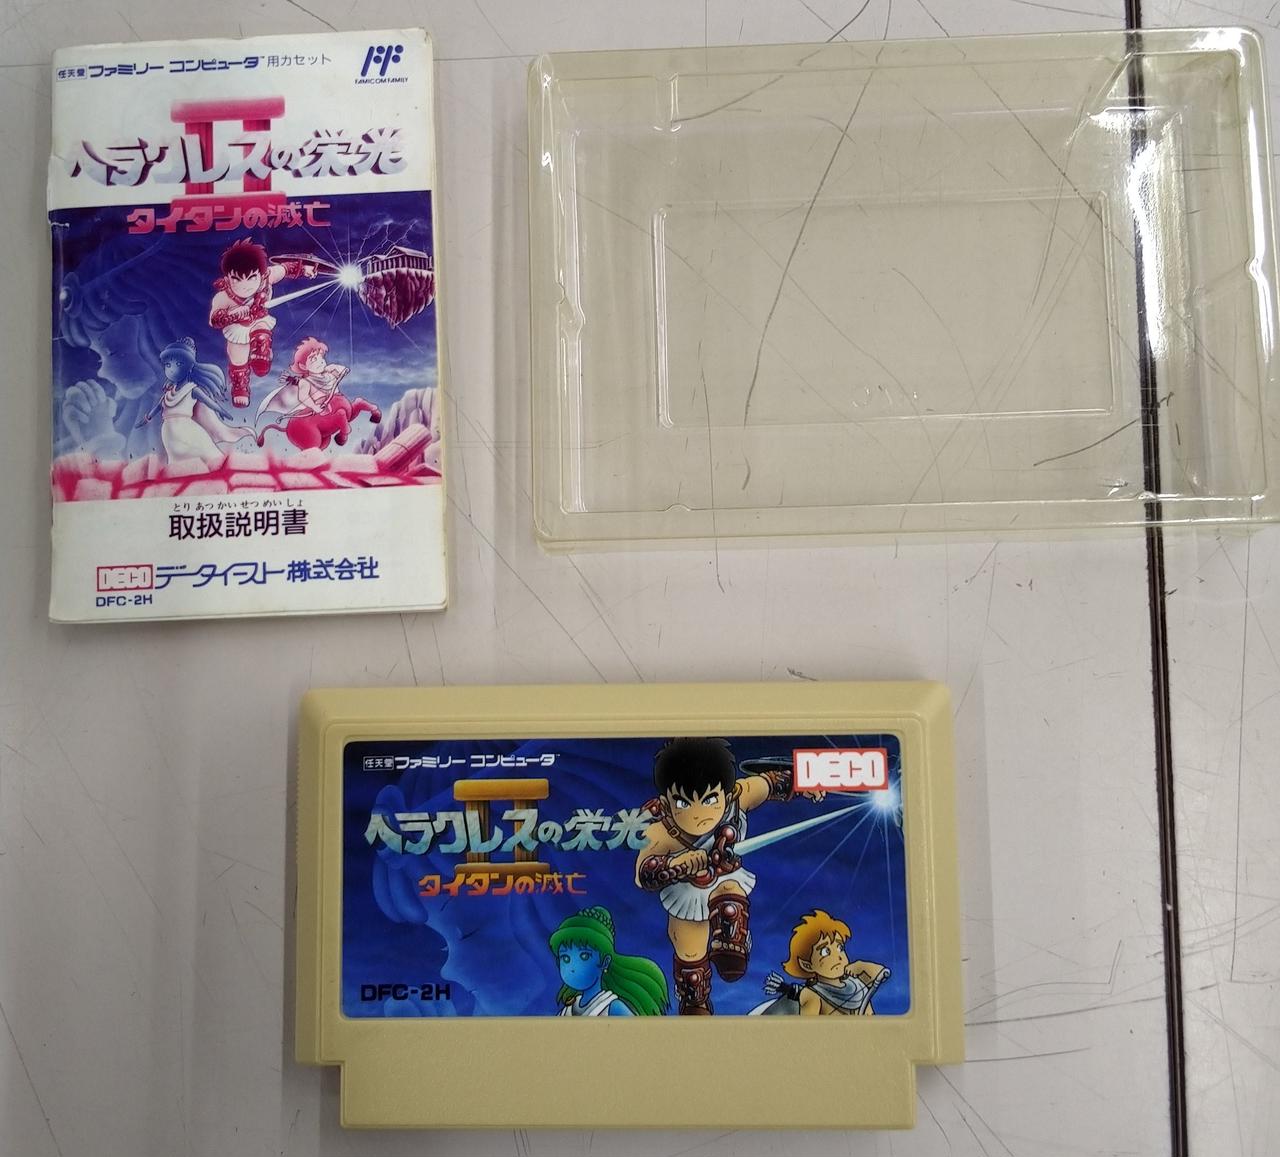 任天堂 ファミリー コンピュータ™用カセット
FAMICOM FAMILY
ヘラクレスの栄光
II
タイタンの滅亡
とりあつかいせつめいしょ
取扱説明書
DECO データイースト株式会社
DFC-2H
任天堂 ファミリー コンピュータ™
DECO
ヘラクレスの栄光
II
タイタンの滅亡
DFC-2H